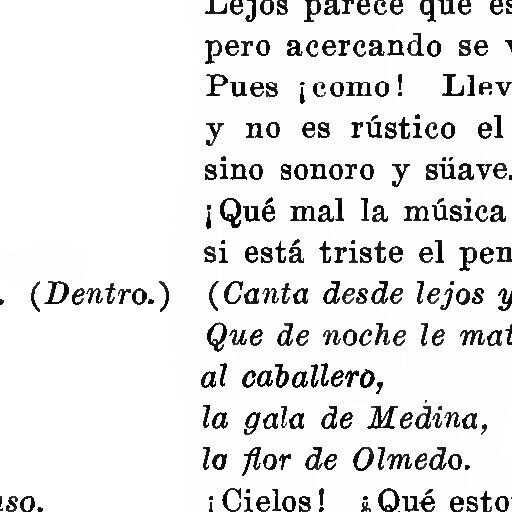 Lejos parece que es
pero acercando se v
Pues ¡como! Llev
y no es rústico el
sino sonoro y süave.
¡Qué mal la música
si está triste el pen
. (Dentro.) (Canta desde lejos y
Que de noche le mat
al caballero,
la gala de Medina,
la flor de Olmedo.
uso. ¡Cielos! ¿Qué estoy